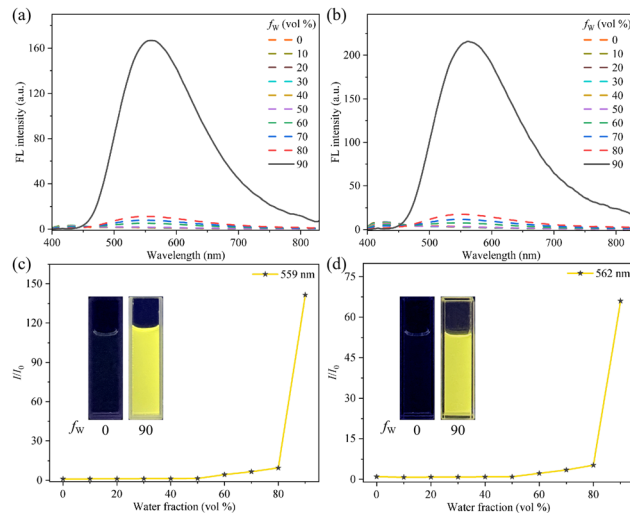 (a)
f_W (vol %)
0
10
20
30
40
50
60
70
80
90
160
120
80
40
0
FL intensity (a.u.)
400 500 600 700 800
Wavelength (nm)
(b)
f_W (vol %)
0
10
20
30
40
50
60
70
80
90
200
150
100
50
0
FL intensity (a.u.)
400 500 600 700 800
Wavelength (nm)
(c)
559 nm
150
120
90
60
30
0
I/I₀
f_W 0 90
0 20 40 60 80
Water fraction (vol %)
(d)
562 nm
75
60
45
30
15
0
I/I₀
f_W 0 90
0 20 40 60 80
Water fraction (vol %)